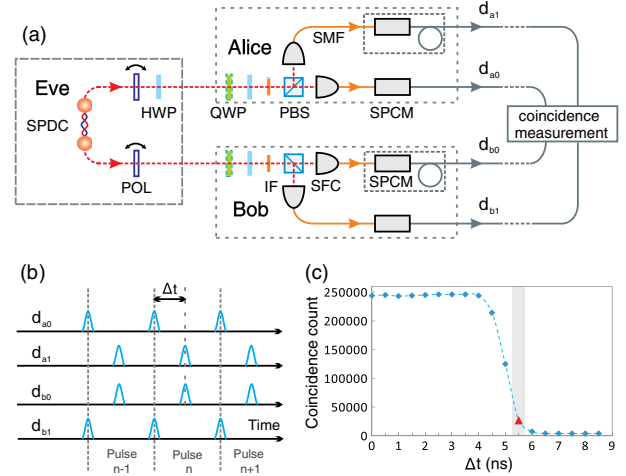 (a)
Alice
SMF
d_a1
Eve
SPDC
HWP
QWP
PBS
SPCM
d_a0
coincidence
measurement
POL
IF
SFC
SPCM
d_b0
Bob
d_b1
(b)
Δt
d_a0
d_a1
d_b0
d_b1
Time
Pulse
n-1
Pulse
n
Pulse
n+1
(c)
Coincidence count
250000
200000
150000
100000
50000
0
0 1 2 3 4 5 6 7 8 9
Δt (ns)